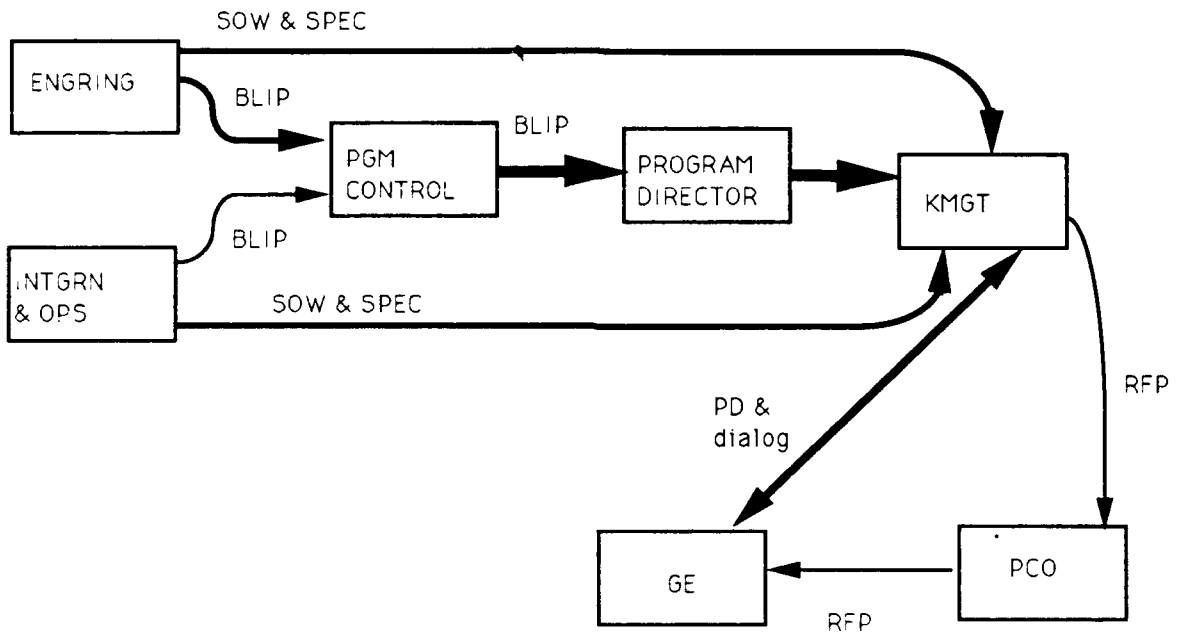 SOW & SPEC
ENGRING
BLIP
BLIP
PGM
CONTROL
PROGRAM
DIRECTOR
KMGT
BLIP
INTGRN
& OPS
SOW & SPEC
RFP
PD &
dialog
GE
PCO
RFP